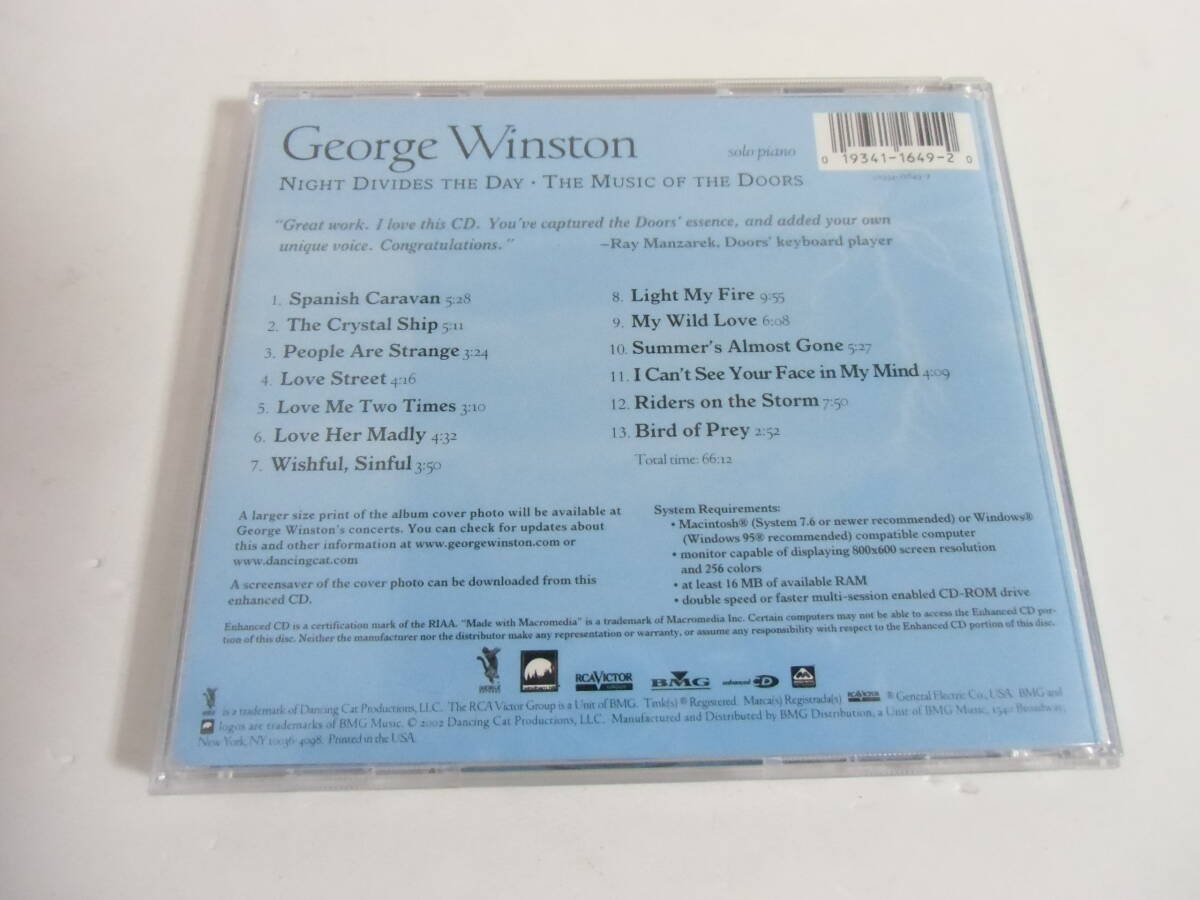 George Winston
solo piano
0 19341-1649-2 0
NIGHT DIVIDES THE DAY · THE MUSIC OF THE DOORS
"Great work. I love this CD. You've captured the Doors' essence, and added your own
unique voice. Congratulations." –Ray Manzarek, Doors' keyboard player
1. Spanish Caravan 5:28
2. The Crystal Ship 5:11
3. People Are Strange 3:24
4. Love Street 4:16
5. Love Me Two Times 3:10
6. Love Her Madly 4:32
7. Wishful, Sinful 3:50
8. Light My Fire 9:55
9. My Wild Love 6:08
10. Summer's Almost Gone 5:27
11. I Can't See Your Face in My Mind 4:09
12. Riders on the Storm 7:50
13. Bird of Prey 2:52
Total time: 66:12
A larger size print of the album cover photo will be available at
George Winston's concerts. You can check for updates about
this and other information at www.georgewinston.com or
www.dancingcat.com
A screensaver of the cover photo can be downloaded from this
enhanced CD.
System Requirements:
• Macintosh® (System 7.6 or newer recommended) or Windows®
(Windows 95® recommended) compatible computer
• monitor capable of displaying 800x600 screen resolution
and 256 colors
• at least 16 MB of available RAM
• double speed or faster multi-session enabled CD-ROM drive
Enhanced CD is a certification mark of the RIAA. "Made with Macromedia" is a trademark of Macromedia Inc. Certain computers may not be able to access the Enhanced CD por-
tion of this disc. Neither the manufacturer nor the distributor make any representation or warranty, or assume any responsibility with respect to the Enhanced CD portion of this disc.
RCA VICTOR
BMG
enhanced CD
is a trademark of Dancing Cat Productions, LLC. The RCA Victor Group is a Unit of BMG. Tmk(s) ® Registered. Marca(s) Registrada(s) RCA VICTOR ® General Electric Co., USA. BMG and
logos are trademarks of BMG Music. © 2002 Dancing Cat Productions, LLC. Manufactured and Distributed by BMG Distribution, a Unit of BMG Music, 1540 Broadway,
New York, NY 10036-4098. Printed in the USA.